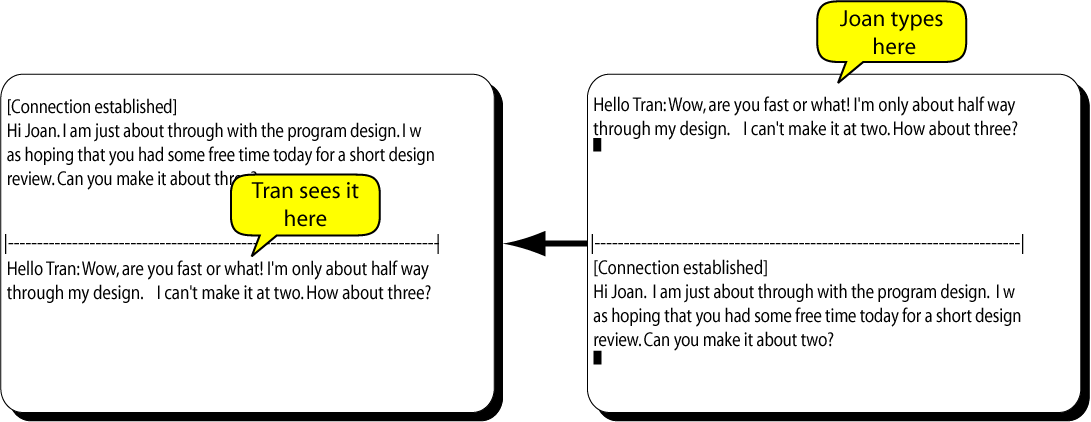 Joan types
here
[Connection established]
Hi Joan. I am just about through with the program design. I w
as hoping that you had some free time today for a short design
review. Can you make it about three?
Tran sees it
here
|------------------------------------------------------------------------|
Hello Tran: Wow, are you fast or what! I'm only about half way
through my design. I can't make it at two. How about three?
Hello Tran: Wow, are you fast or what! I'm only about half way
through my design. I can't make it at two. How about three?
|------------------------------------------------------------------------|
[Connection established]
Hi Joan. I am just about through with the program design. I w
as hoping that you had some free time today for a short design
review. Can you make it about two?